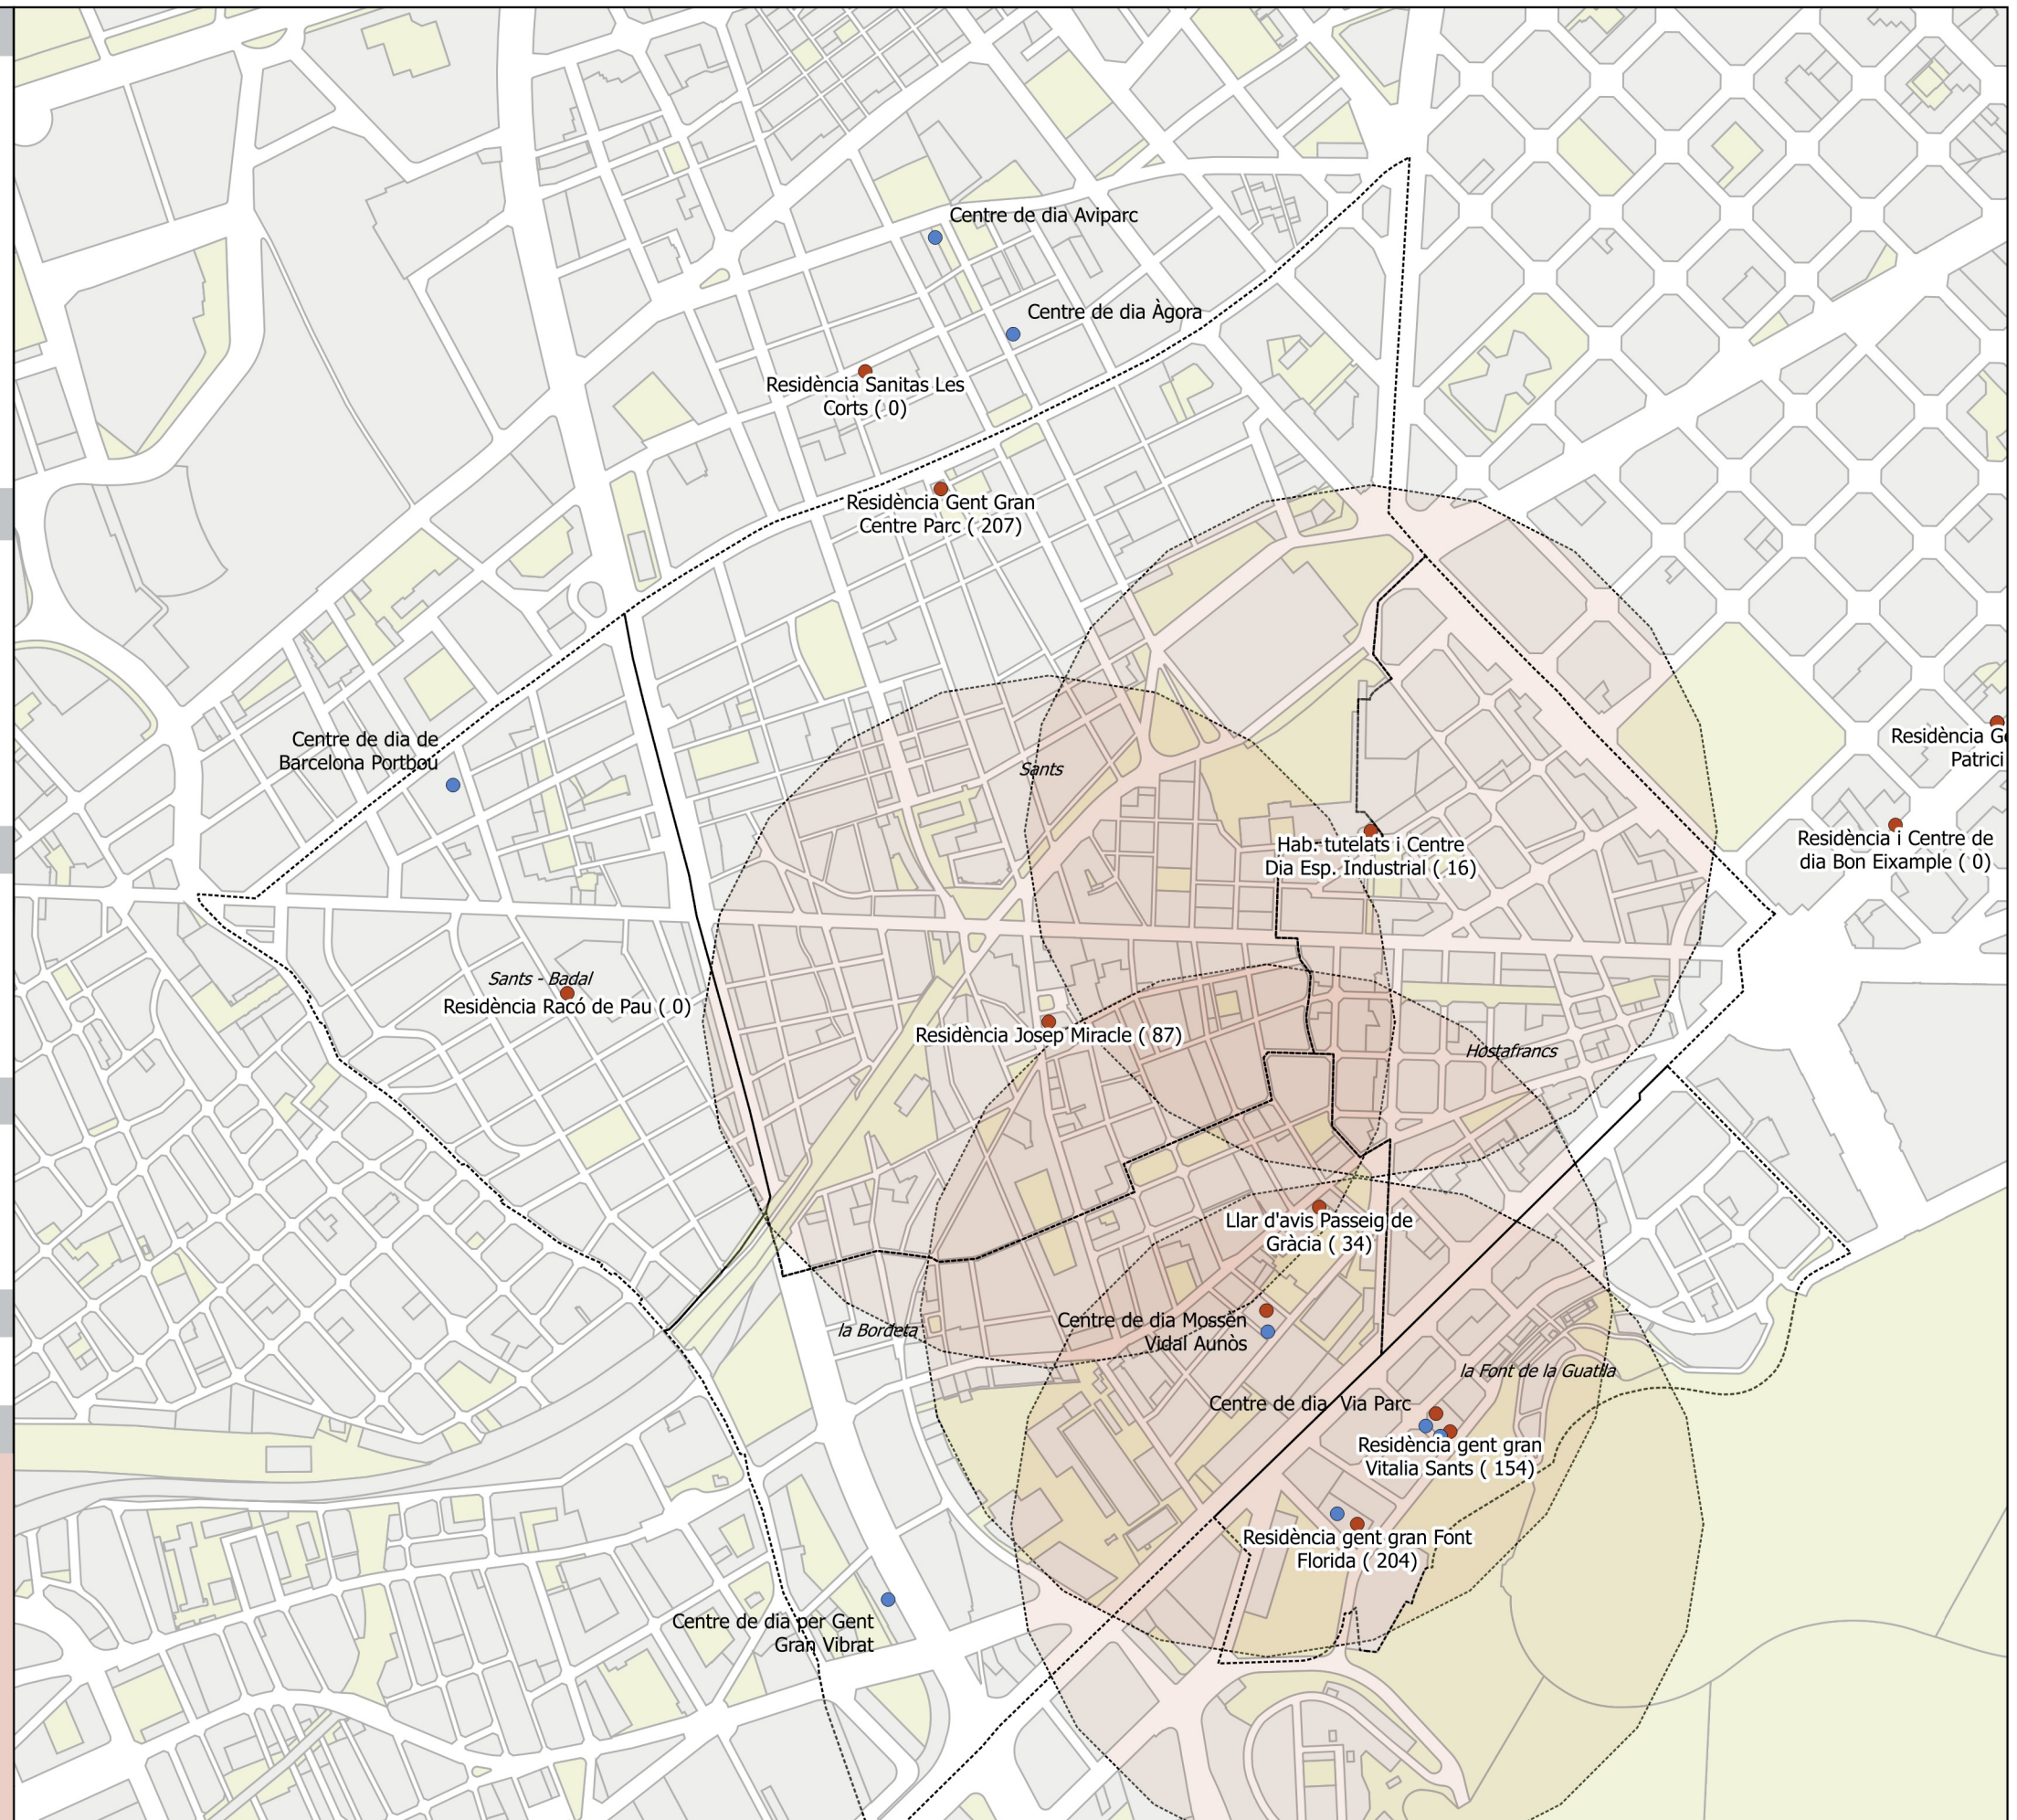 Centre de dia Aviparc
Centre de dia Àgora
Residència Sanitas Les
Corts ( 0)
Residència Gent Gran
Centre Parc ( 207)
Centre de dia de
Barcelona Portbou
Residència G
Patrici
Sants
Hab. tutelats i Centre
Dia Esp. Industrial ( 16)
Residència i Centre de
dia Bon Eixample ( 0)
Sants - Badal
Residència Racó de Pau ( 0)
Residència Josep Miracle ( 87)
Hostafrancs
Llar d'avis Passeig de
Gràcia ( 34)
Centre de dia Mossèn
Vidal Aunòs
la Bordeta
la Font de la Guatlla
Centre de dia Via Parc
Residència gent gran
Vitalia Sants ( 154)
Residència gent gran Font
Florida ( 204)
Centre de dia per Gent
Gran Vibrat